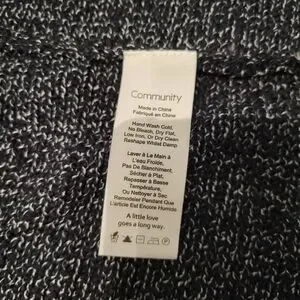 Community
Made in China
Fabriqué en Chine
Hand Wash Cold,
No Bleach, Dry Flat,
Low Iron, Or Dry Clean
Reshape Whilst Damp
Laver à La Main à
L'eau Froide,
Pas De Blanchiment,
Sécher à Plat,
Repasser à Basse
Température,
Ou Nettoyer à Sac
Remodeler Pendant Que
L'article Est Encore Humide
A little love
goes a long way.